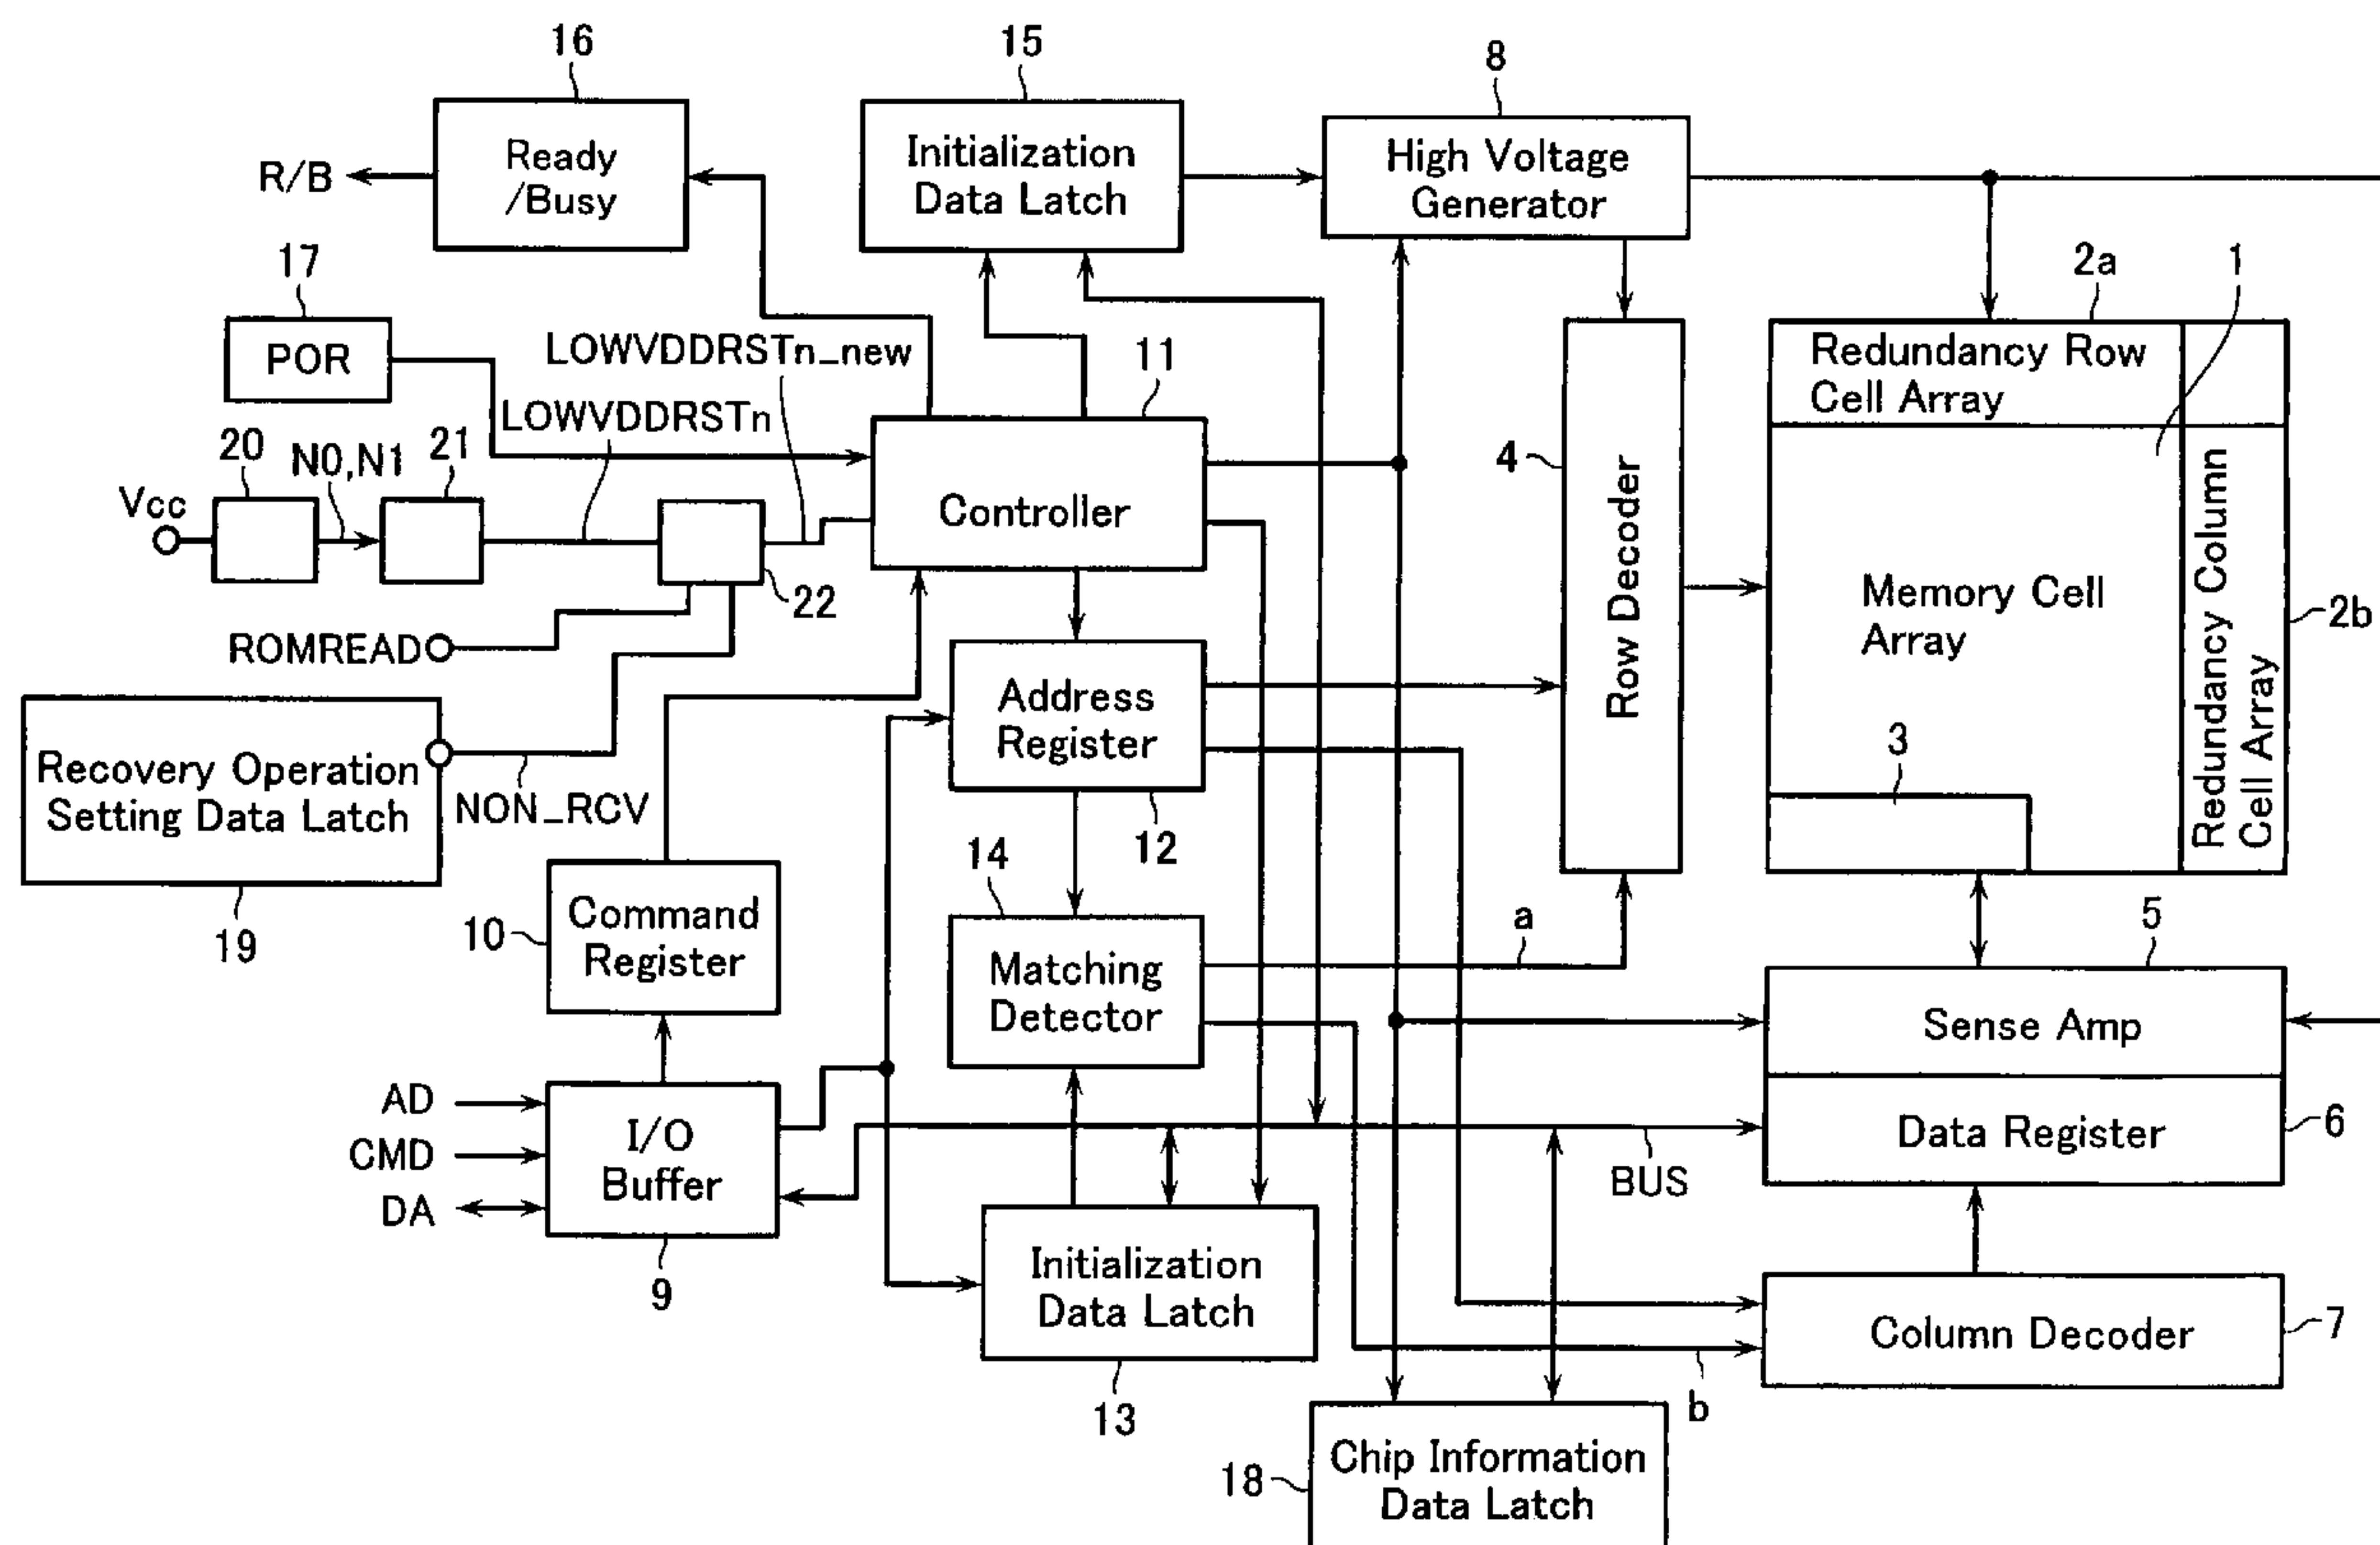 16
15
8
Ready
/Busy
R/B
Initialization
Data Latch
High Voltage
Generator
17
POR
2a
1
LOWVDDRSTn_new
11
LOWVDDRSTn
Redundancy Row
Cell Array
20
N0,N1
21
Vcc
22
Controller
4
Row Decoder
Memory Cell
Array
Redundancy Column
Cell Array
2b
ROMREAD
Recovery Operation
Setting Data Latch
19
NON_RCV
Address
Register
12
3
14
10
Command
Register
Matching
Detector
a
5
Sense Amp
AD
CMD
DA
I/O
Buffer
9
BUS
Data Register
6
Initialization
Data Latch
13
Column Decoder
7
b
18
Chip Information
Data Latch